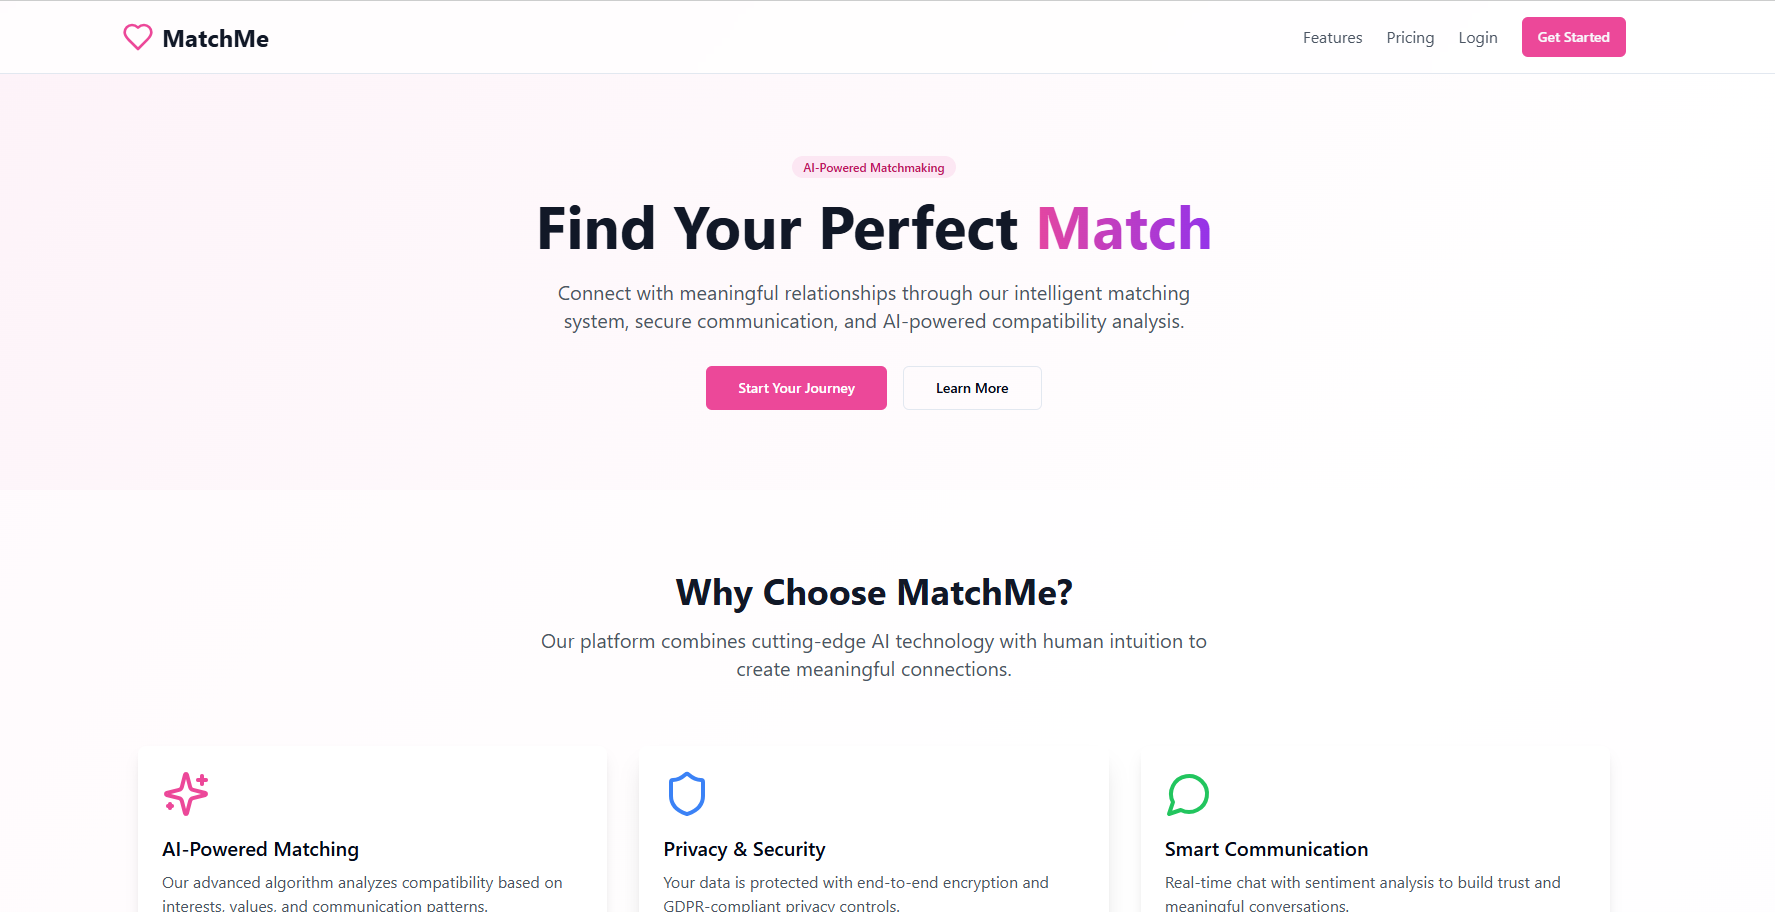 MatchMe
Features
Pricing
Login
Get Started
AI-Powered Matchmaking
Find Your Perfect Match
Connect with meaningful relationships through our intelligent matching
system, secure communication, and AI-powered compatibility analysis.
Start Your Journey
Learn More
Why Choose MatchMe?
Our platform combines cutting-edge AI technology with human intuition to
create meaningful connections.
AI-Powered Matching
Our advanced algorithm analyzes compatibility based on
interests, values, and communication patterns.
Privacy & Security
Your data is protected with end-to-end encryption and
GDPR-compliant privacy controls.
Smart Communication
Real-time chat with sentiment analysis to build trust and
meaningful conversations.